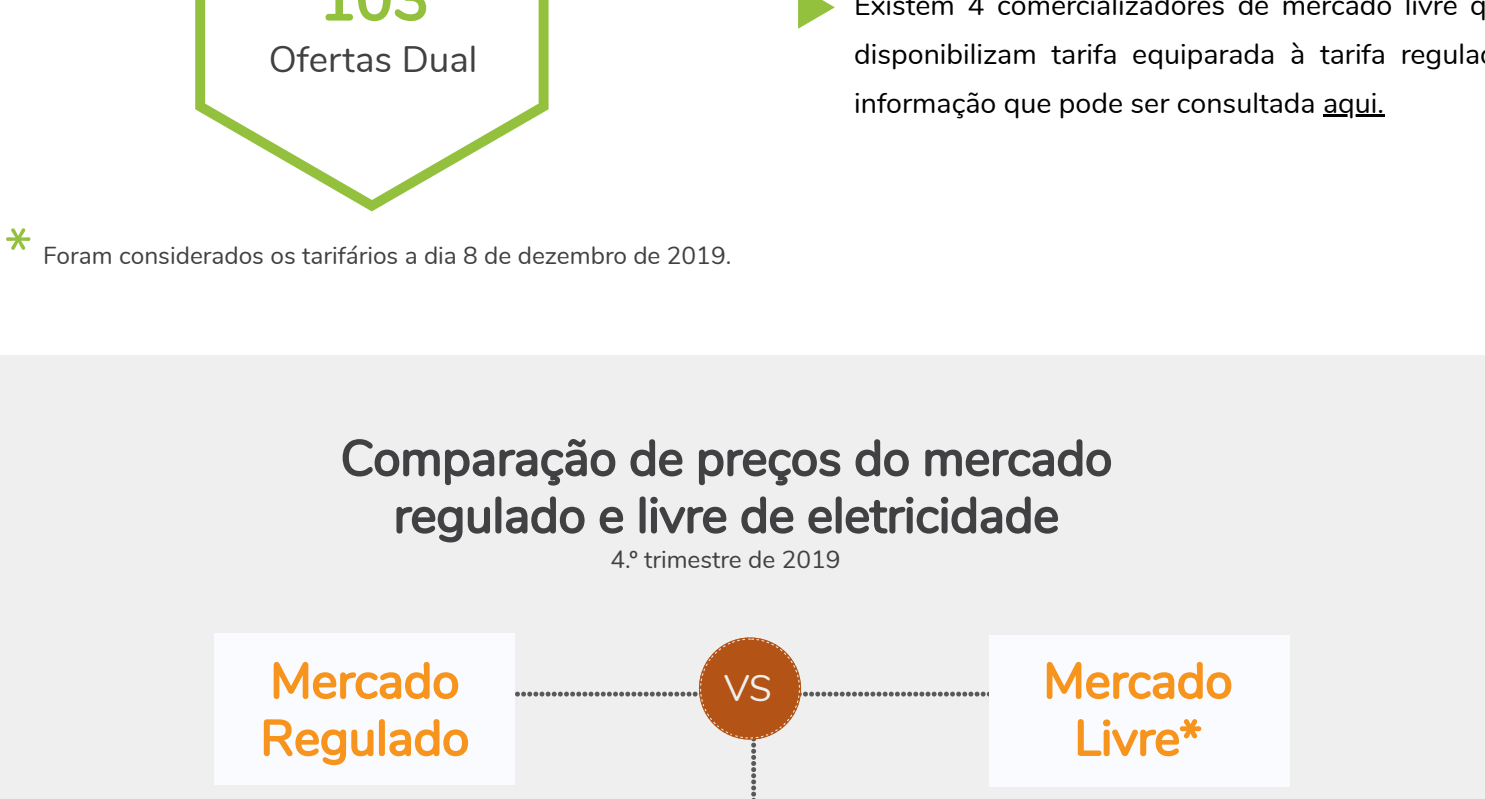 103
Ofertas Dual
Existem 4 comercializadores de mercado livre
disponibilizam tarifa equiparada à tarifa
informação que pode ser consultada aqui.
* Foram considerados os tarifários a dia 8 de dezembro de 2019.
Comparação de preços do mercado
regulado e livre de eletricidade
4.º trimestre de 2019
Mercado
Regulado
VS
Mercado
Livre*